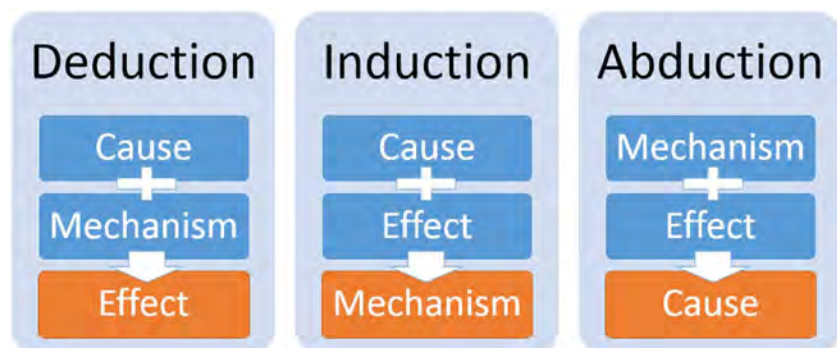 Deduction
Cause
Mechanism
Effect
Induction
Cause
Effect
Mechanism
Abduction
Mechanism
Effect
Cause